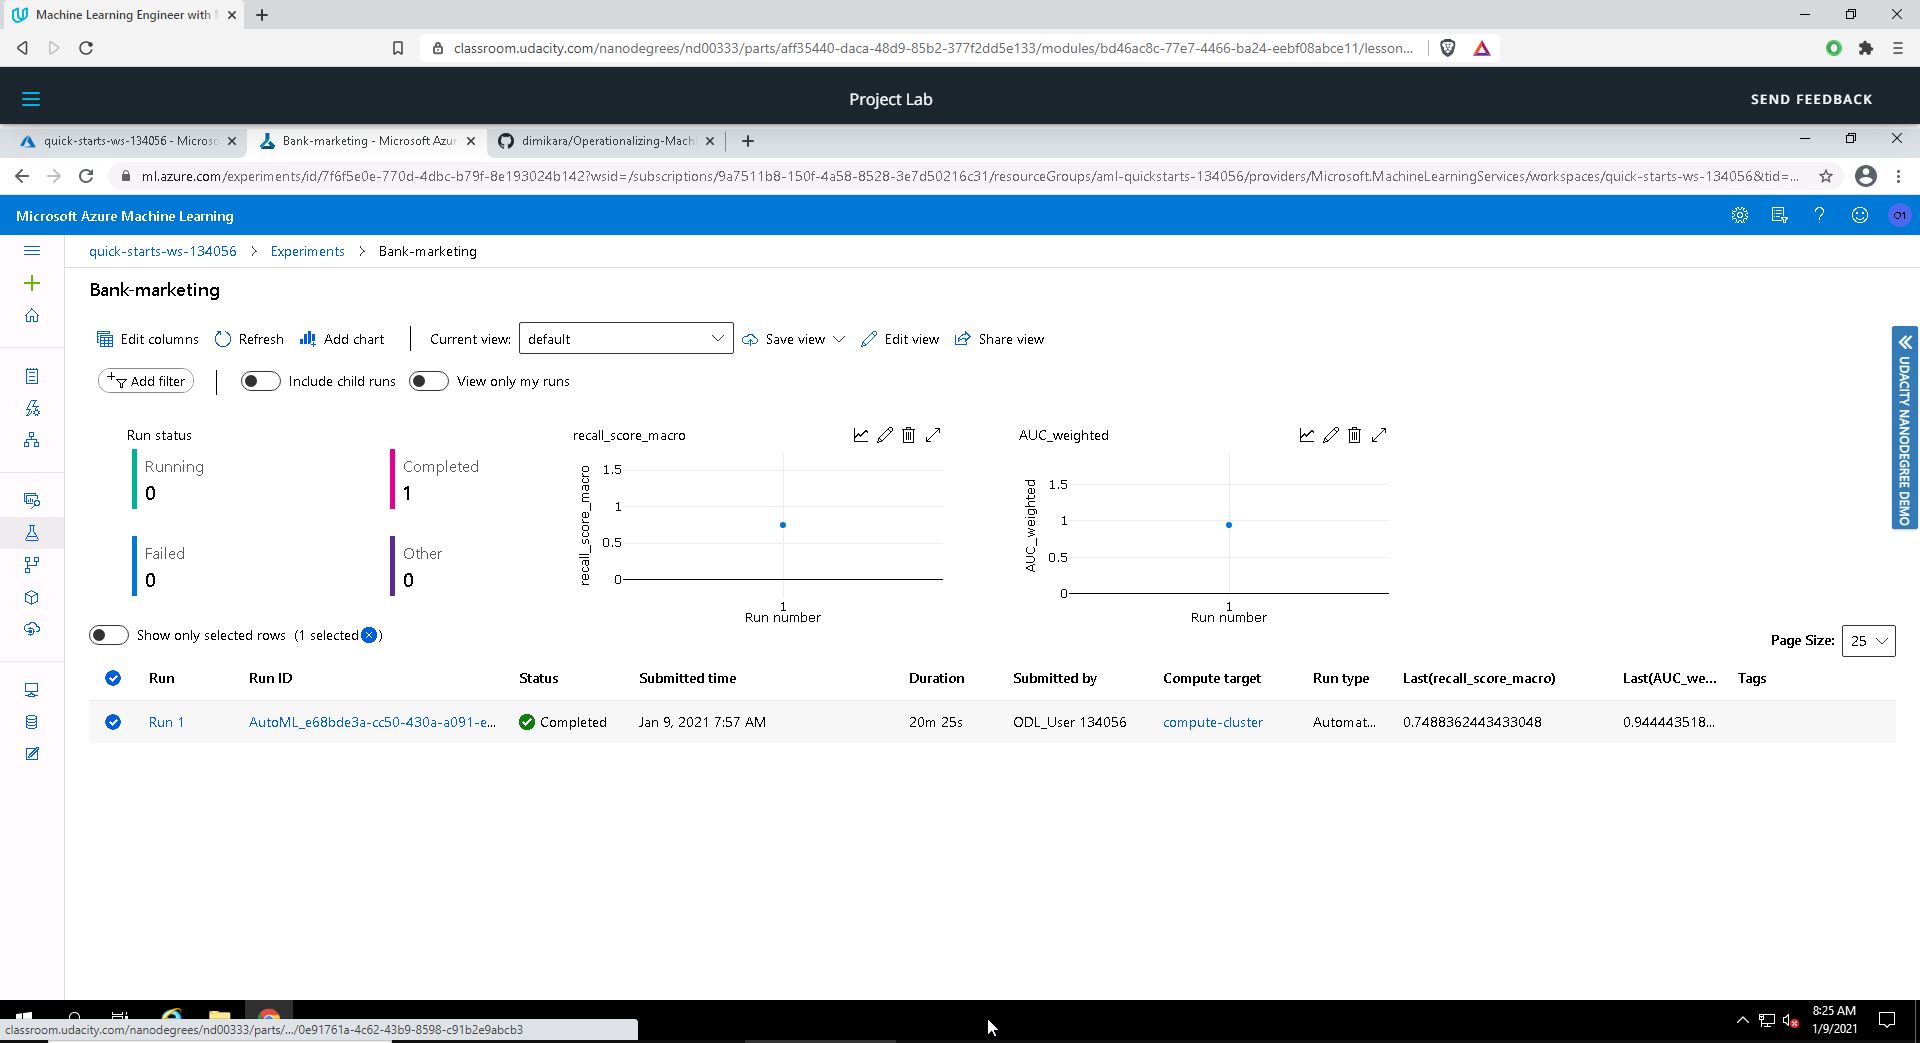 Machine Learning Engineer with
classroom.udacity.com/nanodegrees/nd00333/parts/aff35440-daca-48d9-85b2-377f2dd5e133/modules/bd46ac8c-77e7-4466-ba24-eebf08abce11/lesson...
Project Lab
SEND FEEDBACK
quick-starts-ws-134056 - Microso
Bank-marketing - Microsoft Azur
dimikara/Operationalizing-Mach
ml.azure.com/experiments/id/7f6f5e0e-770d-4dbc-b79f-8e193024b142?wsid=/subscriptions/9a7511b8-150f-4a58-8528-3e7d50216c31/resourceGroups/aml-quickstarts-134056/providers/Microsoft.MachineLearningServices/workspaces/quick-starts-ws-134056&tid=...
Microsoft Azure Machine Learning
O1
quick-starts-ws-134056 > Experiments > Bank-marketing
Bank-marketing
Edit columns Refresh Add chart Current view: default Save view Edit view Share view
Add filter Include child runs View only my runs
UDACITY NANODEGREE DEMO
Run status
Running
0
Completed
1
Failed
0
Other
0
recall_score_macro
recall_score_macro
1.5
1
0.5
0
1
Run number
AUC_weighted
AUC_weighted
1.5
1
0.5
0
1
Run number
Show only selected rows (1 selected )
Page Size: 25
Run Run ID Status Submitted time Duration Submitted by Compute target Run type Last(recall_score_macro) Last(AUC_we... Tags
Run 1 AutoML_e68bde3a-cc50-430a-a091-e... Completed Jan 9, 2021 7:57 AM 20m 25s ODL_User 134056 compute-cluster Automat... 0.7488362443433048 0.944443518...
classroom.udacity.com/nanodegrees/nd00333/parts/.../0e91761a-4c62-43b9-8598-c91b2e9abcb3
8:25 AM
1/9/2021